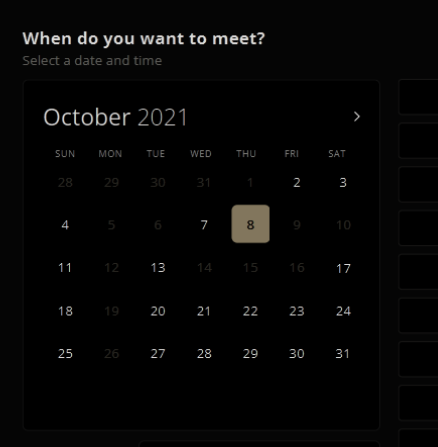 When do you want to meet?
Select a date and time
October 2021 >
SUN MON TUE WED THU FRI SAT
28 29 30 31 1 2 3
4 5 6 7 8 9 10
11 12 13 14 15 16 17
18 19 20 21 22 23 24
25 26 27 28 29 30 31